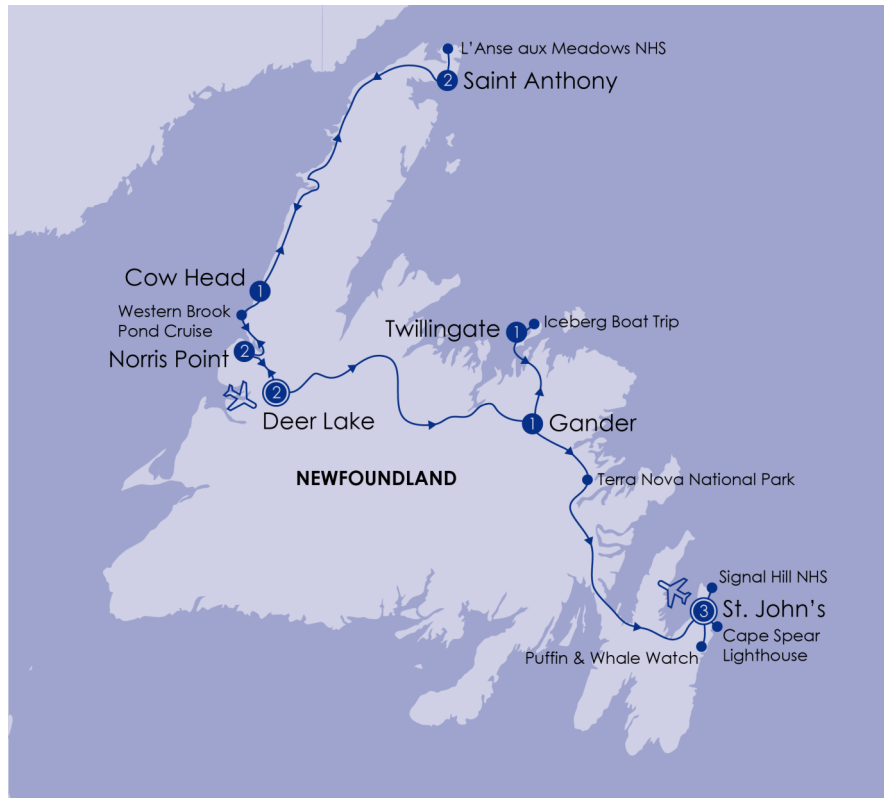 L'Anse aux Meadows NHS
2
Saint Anthony
Cow Head
1
Western Brook
Pond Cruise
Norris Point
2
2
Deer Lake
Twillingate
1
Iceberg Boat Trip
1
Gander
NEWFOUNDLAND
Terra Nova National Park
Signal Hill NHS
3
St. John's
Cape Spear
Lighthouse
Puffin & Whale Watch